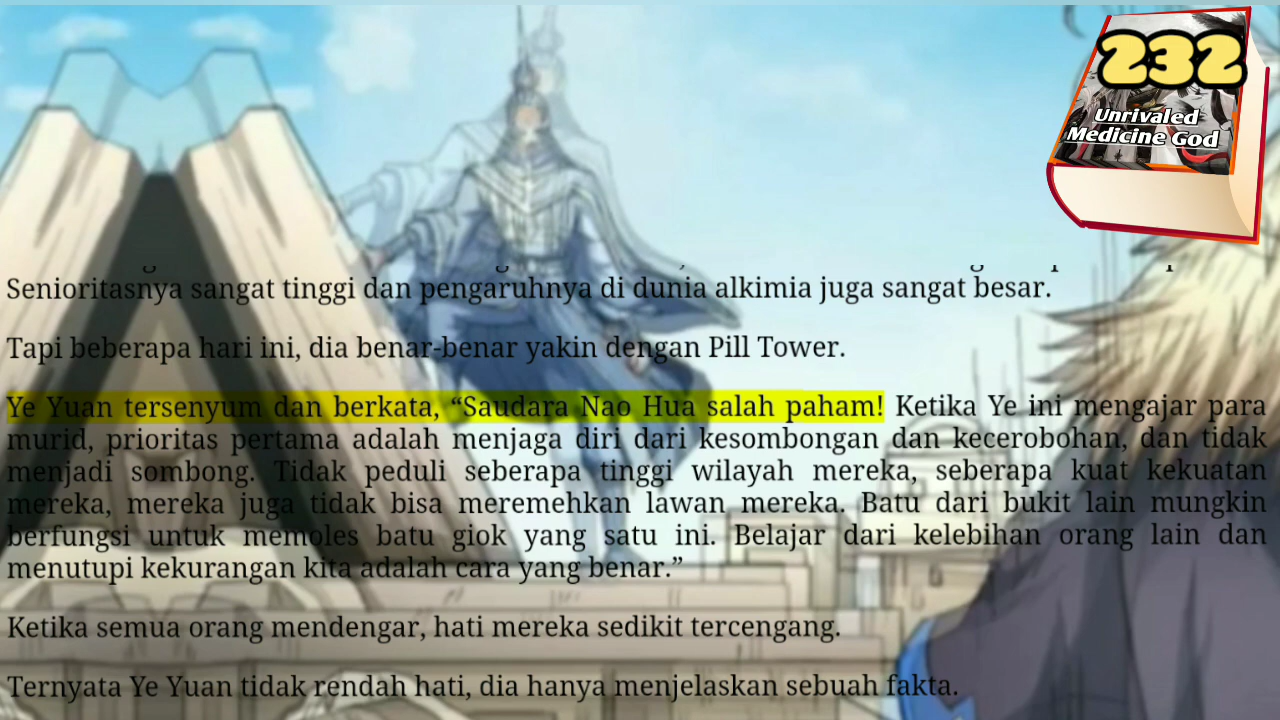 232
Unrivaled
Medicine God
Senioritasnya sangat tinggi dan pengaruhnya di dunia alkimia juga sangat besar.
Tapi beberapa hari ini, dia benar-benar yakin dengan Pill Tower.
Ye Yuan tersenyum dan berkata, “Saudara Nao Hua salah paham! Ketika Ye ini mengajar para
murid, prioritas pertama adalah menjaga diri dari kesombongan dan kecerobohan, dan tidak
menjadi sombong. Tidak peduli seberapa tinggi wilayah mereka, seberapa kuat kekuatan
mereka, mereka juga tidak bisa meremehkan lawan mereka. Batu dari bukit lain mungkin
berfungsi untuk memoles batu giok yang satu ini. Belajar dari kelebihan orang lain dan
menutupi kekurangan kita adalah cara yang benar.”
Ketika semua orang mendengar, hati mereka sedikit tercengang.
Ternyata Ye Yuan tidak rendah hati, dia hanya menjelaskan sebuah fakta.